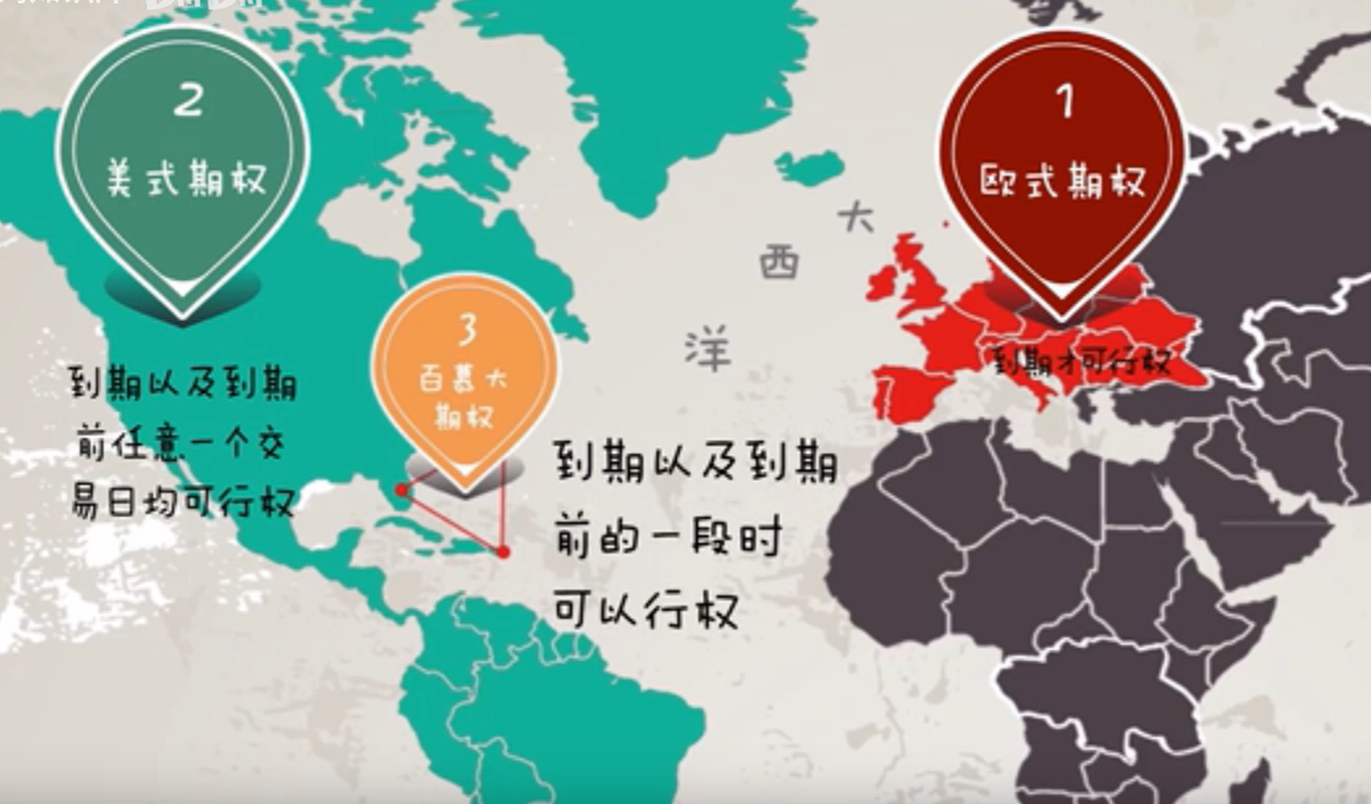 2
美式期权
到期以及到期
前任意一个交
易日均可行权
3
百慕大
期权
到期以及到期
前的一段时
可以行权
大
西
洋
1
欧式期权
到期才可行权